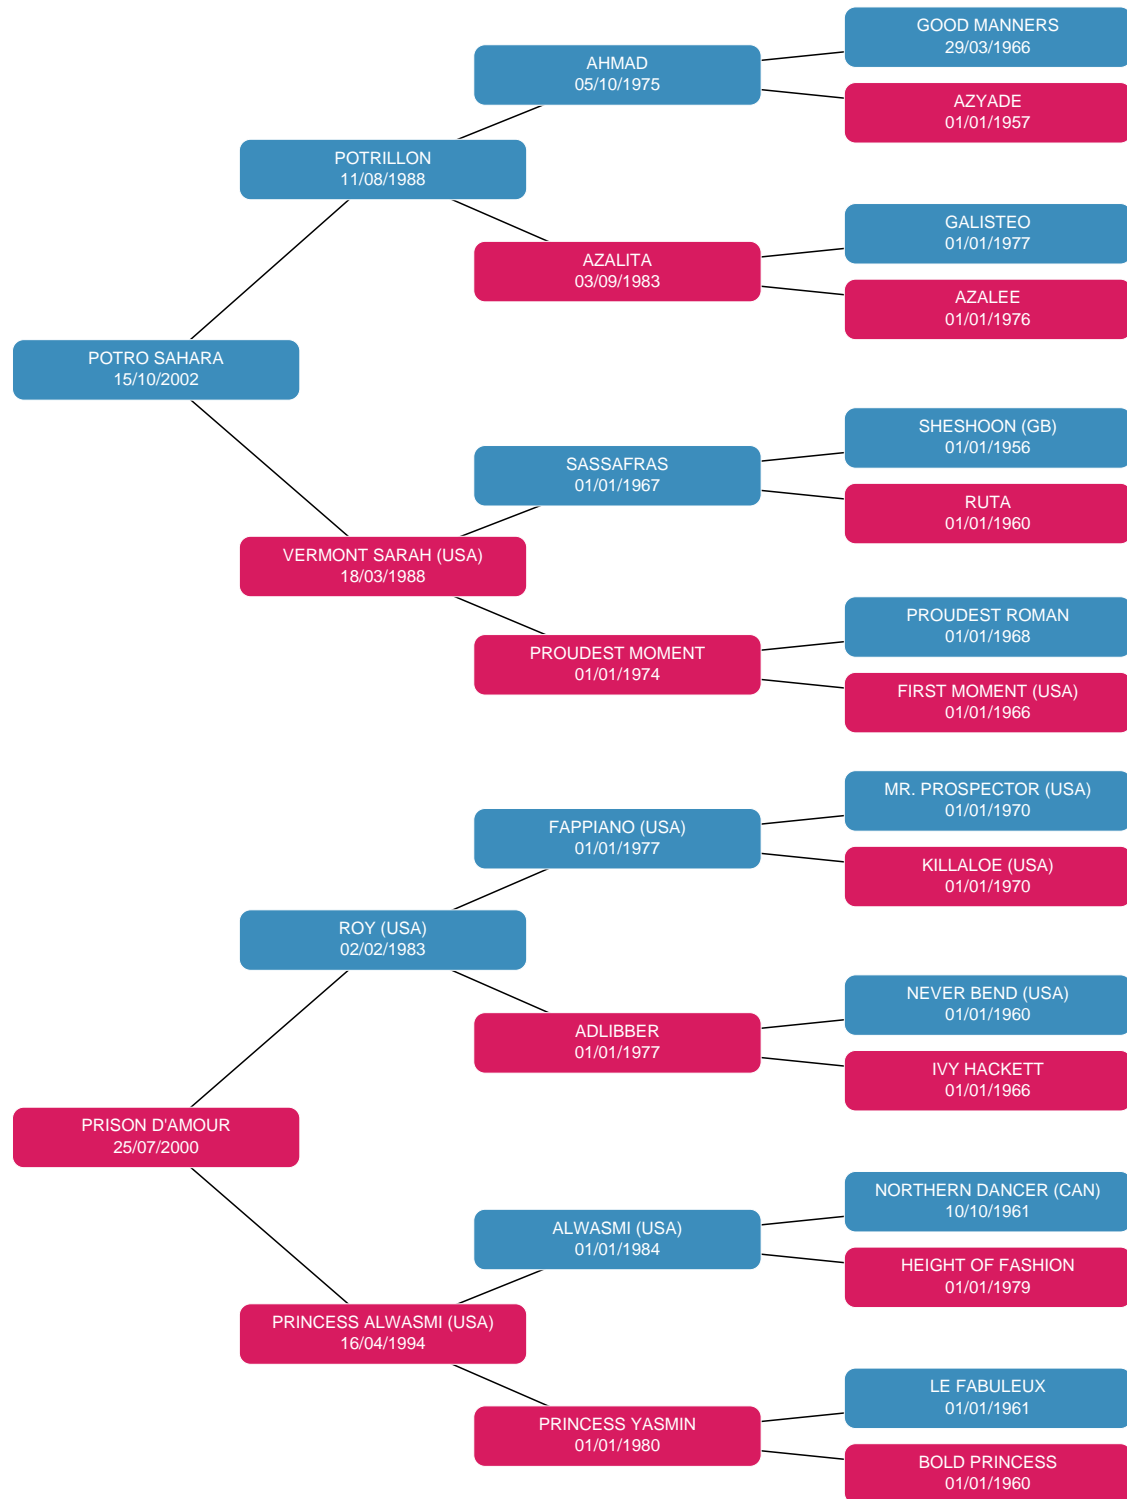 GOOD MANNERS
29/03/1966
AHMAD
05/10/1975
AZYADE
01/01/1957
POTRILLON
11/08/1988
GALISTEO
01/01/1977
AZALITA
03/09/1983
AZALEE
01/01/1976
POTRO SAHARA
15/10/2002
SHESHOON (GB)
01/01/1956
SASSAFRAS
01/01/1967
RUTA
01/01/1960
VERMONT SARAH (USA)
18/03/1988
PROUDEST ROMAN
01/01/1968
PROUDEST MOMENT
01/01/1974
FIRST MOMENT (USA)
01/01/1966
MR. PROSPECTOR (USA)
01/01/1970
FAPPIANO (USA)
01/01/1977
KILLALOE (USA)
01/01/1970
ROY (USA)
02/02/1983
NEVER BEND (USA)
01/01/1960
ADLIBBER
01/01/1977
IVY HACKETT
01/01/1966
PRISON D'AMOUR
25/07/2000
NORTHERN DANCER (CAN)
10/10/1961
ALWASMI (USA)
01/01/1984
HEIGHT OF FASHION
01/01/1979
PRINCESS ALWASMI (USA)
16/04/1994
LE FABULEUX
01/01/1961
PRINCESS YASMIN
01/01/1980
BOLD PRINCESS
01/01/1960